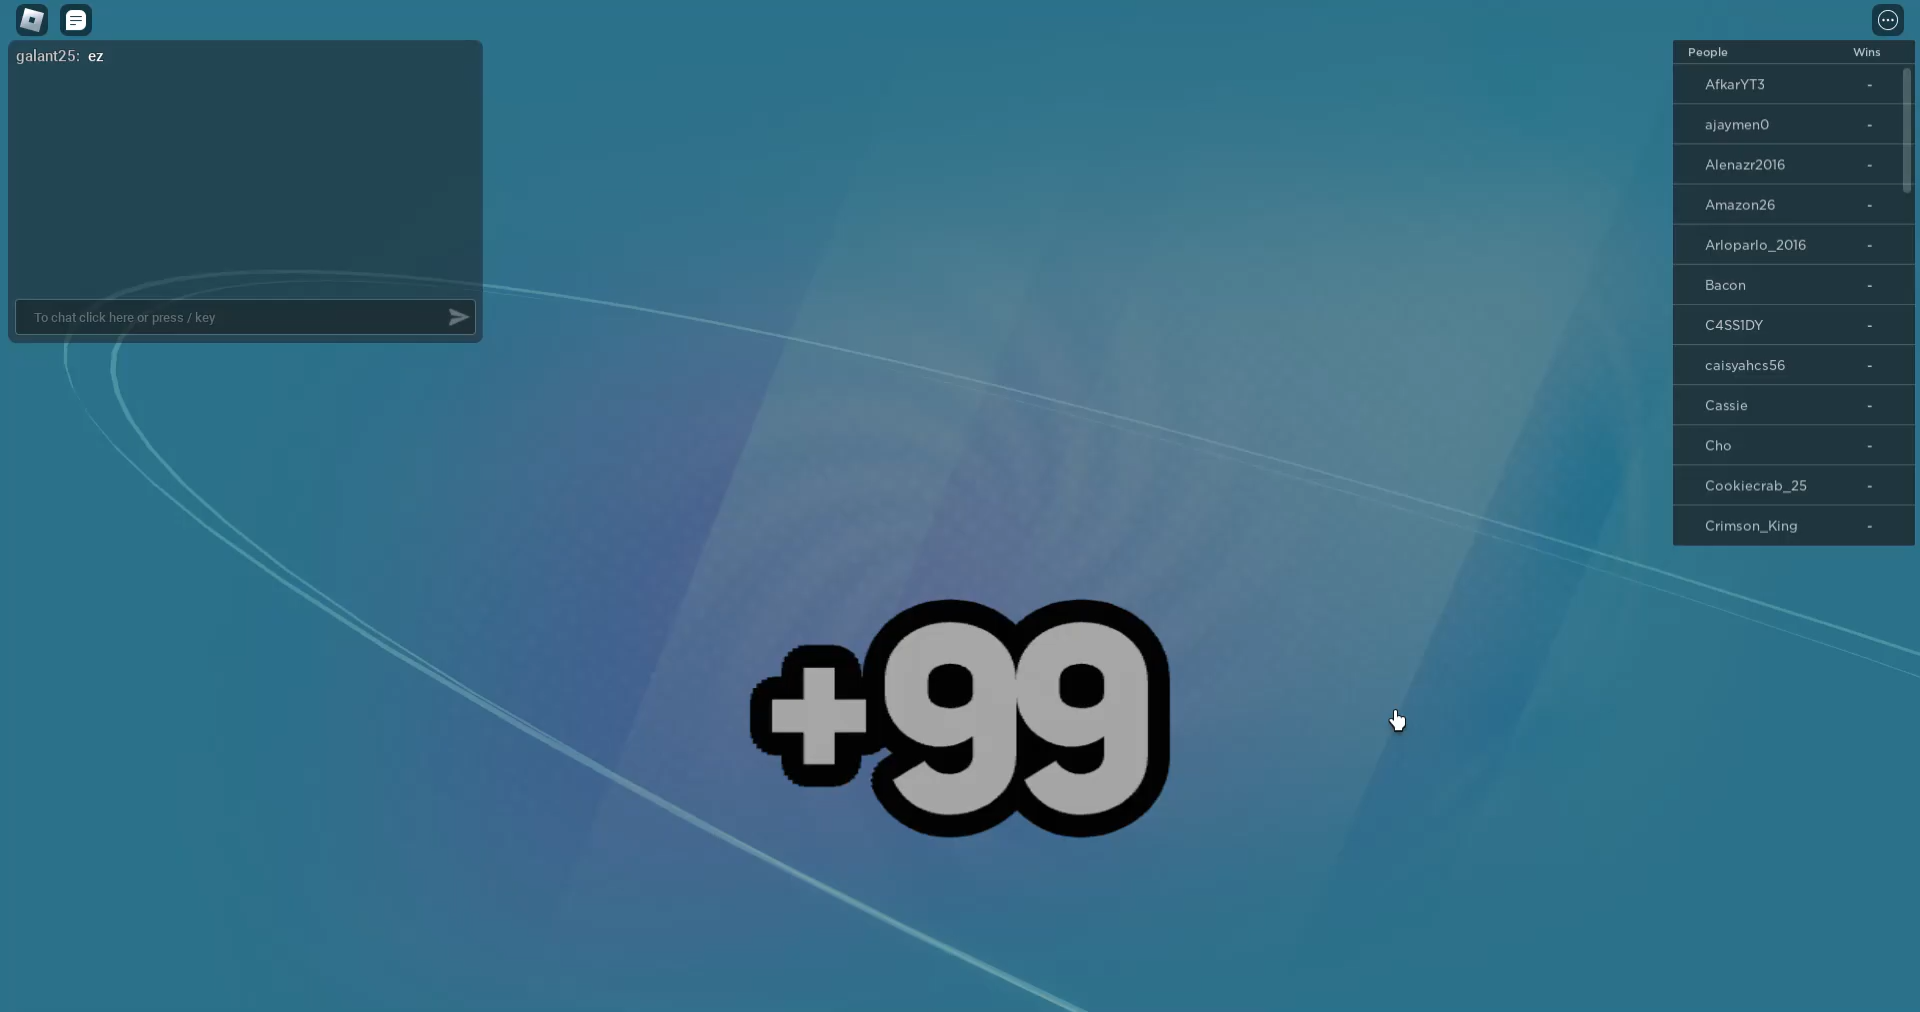 galant25: ez
To chat click here or press / key
People Wins
AfkarYT3 -
ajaymen0 -
Alenazr2016 -
Amazon26 -
Arloparlo_2016 -
Bacon -
C4SS1DY -
caisyahcs56 -
Cassie -
Cho -
Cookiecrab_25 -
Crimson_King -
+99